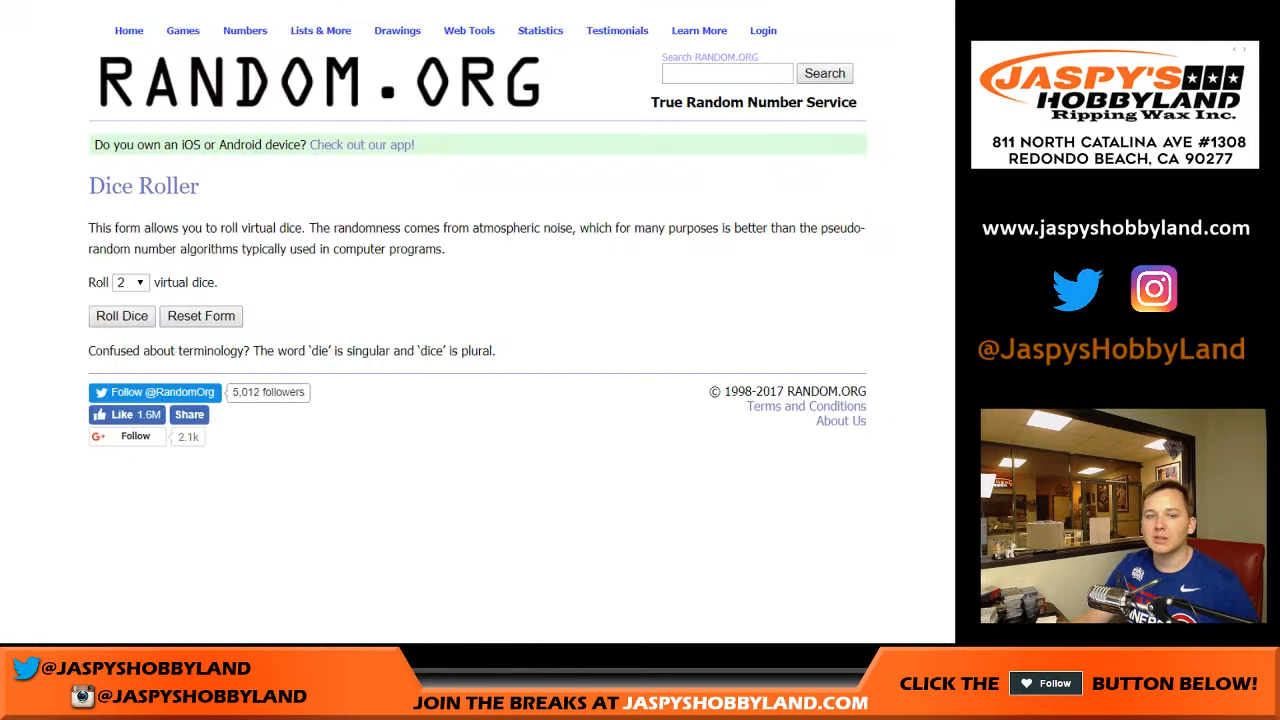 Home Games Numbers Lists & More Drawings Web Tools Statistics Testimonials Learn More Login
RANDOM.ORG
Search RANDOM.ORG
Search
True Random Number Service
Do you own an iOS or Android device? Check out our app!
Dice Roller
This form allows you to roll virtual dice. The randomness comes from atmospheric noise, which for many purposes is better than the pseudo-
random number algorithms typically used in computer programs.
Roll 2 virtual dice.
Roll Dice Reset Form
Confused about terminology? The word ‘die’ is singular and ‘dice’ is plural.
Follow @RandomOrg 5,012 followers
Like 1.6M Share
G+ Follow 2.1k
© 1998-2017 RANDOM.ORG
Terms and Conditions
About Us
JASPY'S
HOBBYLAND
Ripping Wax Inc.
811 NORTH CATALINA AVE #1308
REDONDO BEACH, CA 90277
www.jaspyshobbyland.com
@JaspysHobbyLand
@JASPYSHOBBYLAND
@JASPYSHOBBYLAND
JOIN THE BREAKS AT JASPYSHOBBYLAND.COM
CLICK THE Follow BUTTON BELOW!